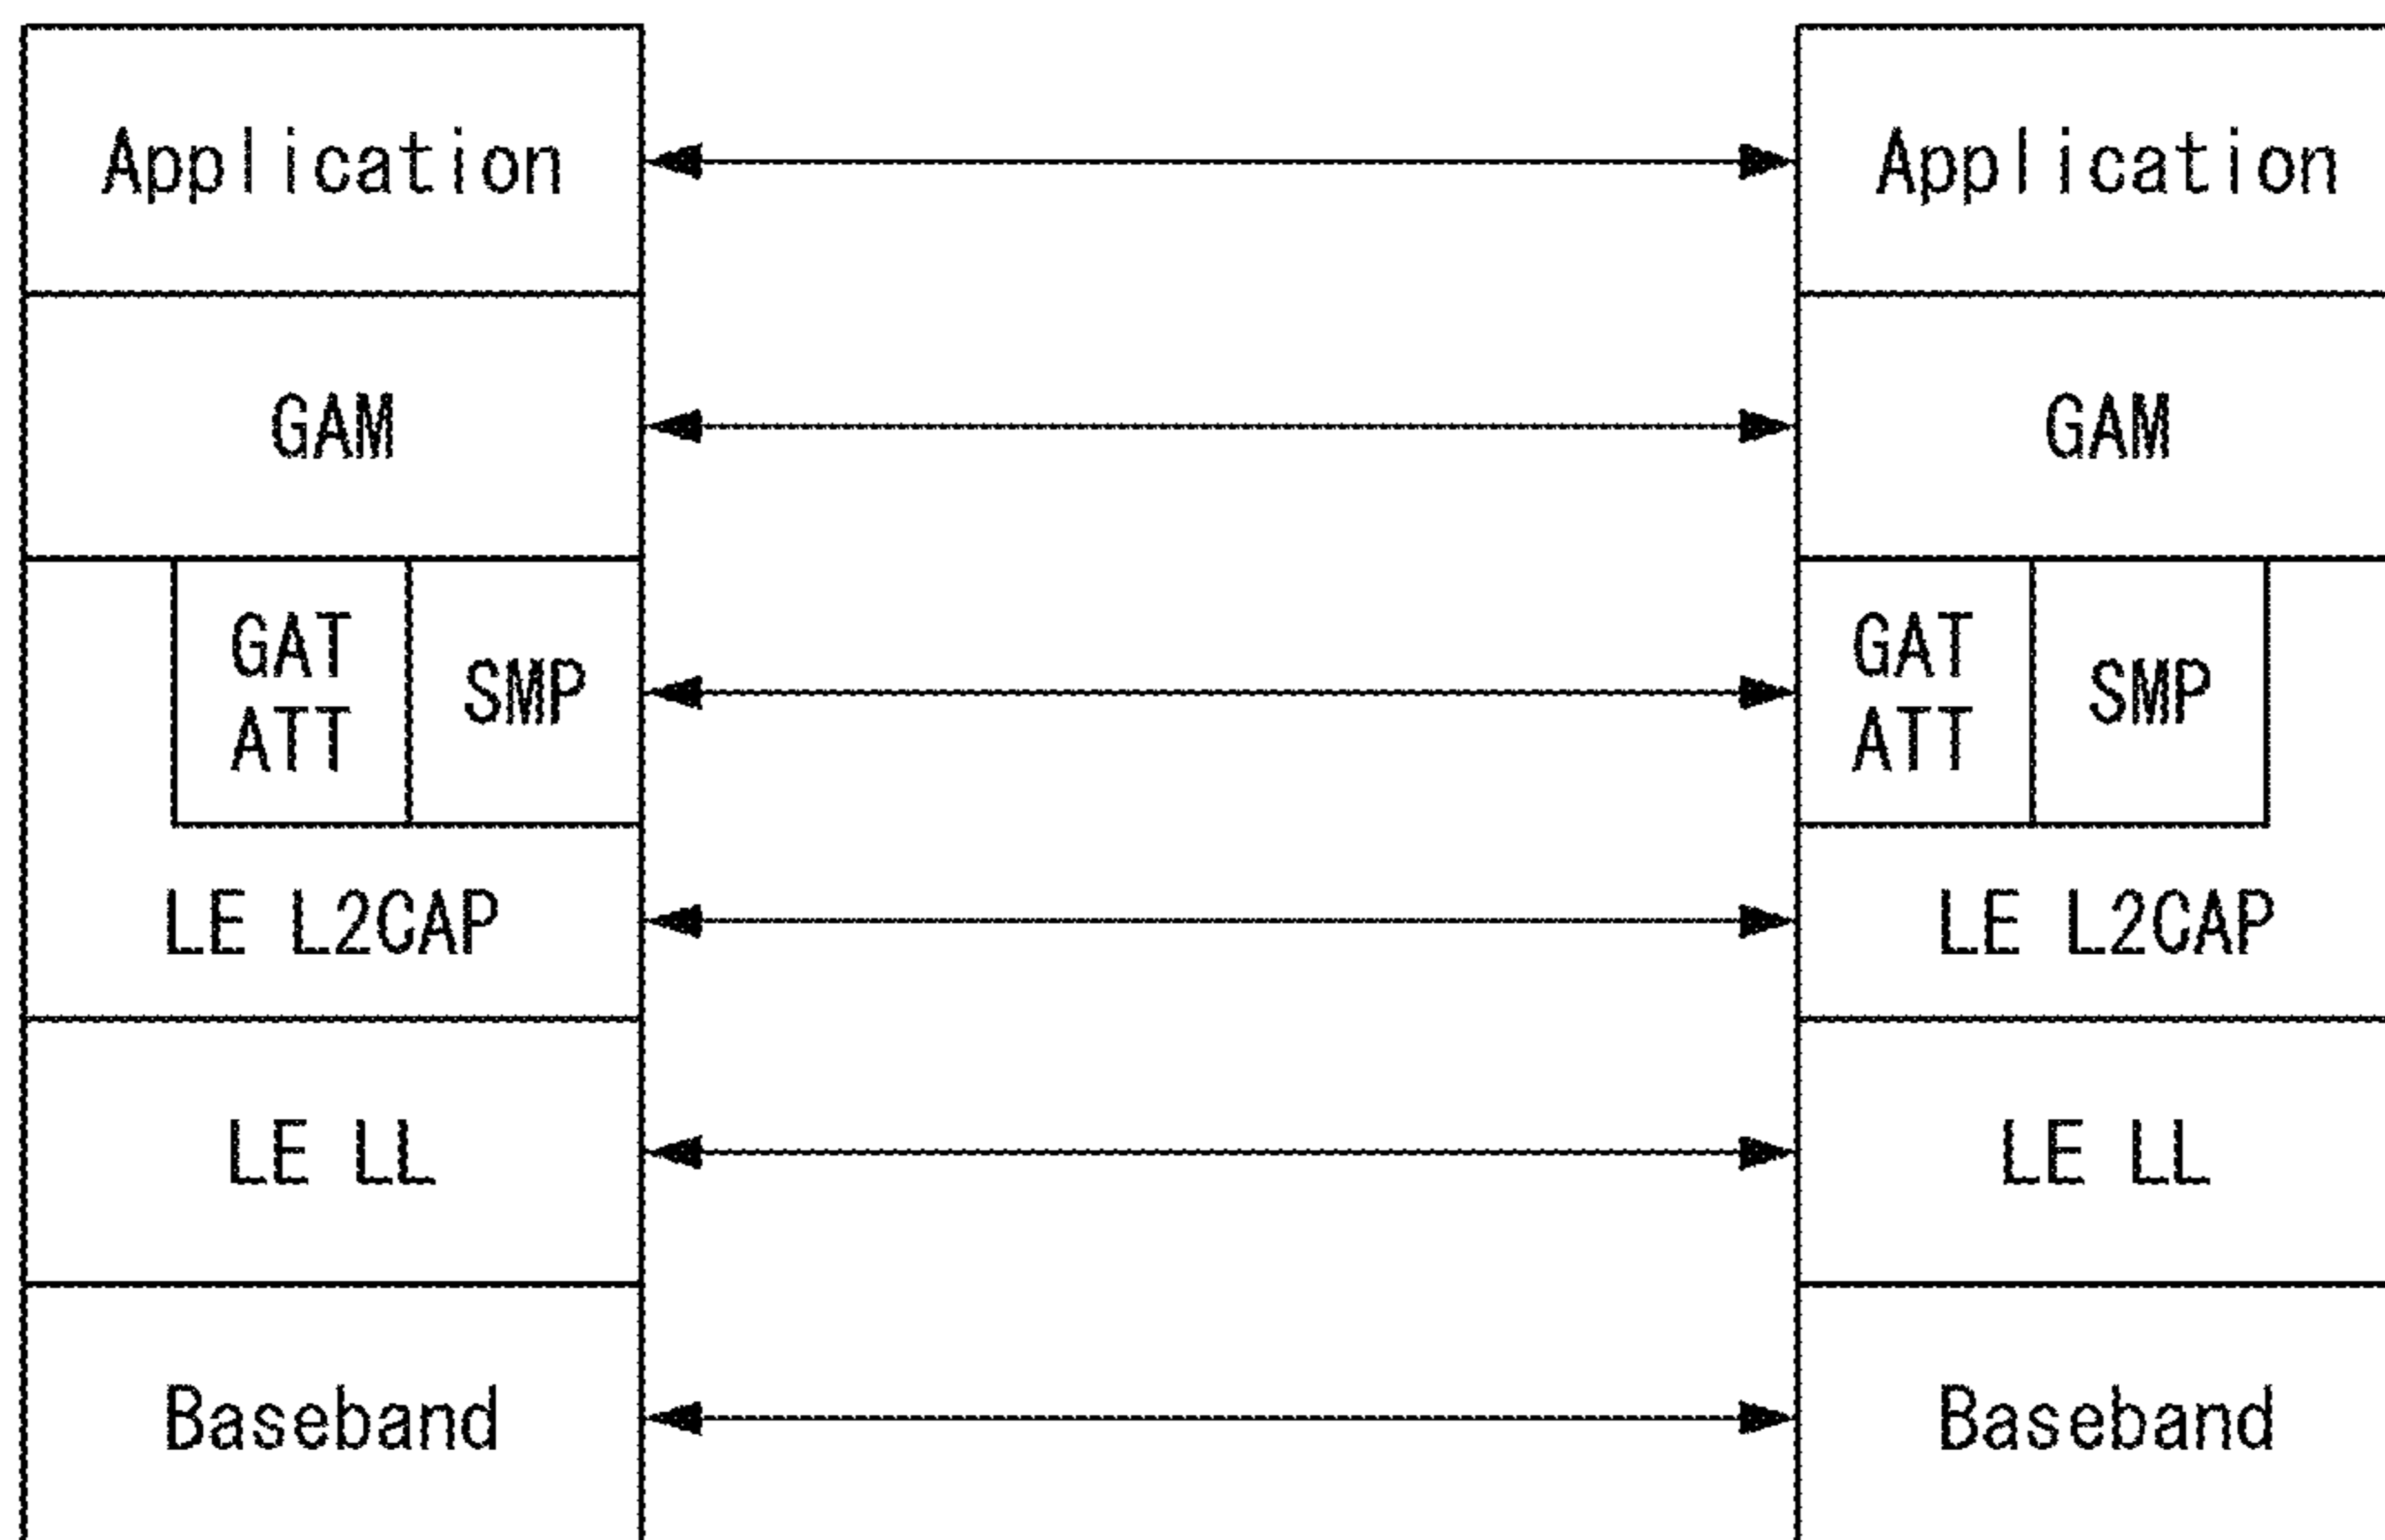 Application
Application
GAM
GAM
GAT
ATT
SMP
GAT
ATT
SMP
LE L2CAP
LE L2CAP
LE LL
LE LL
Baseband
Baseband